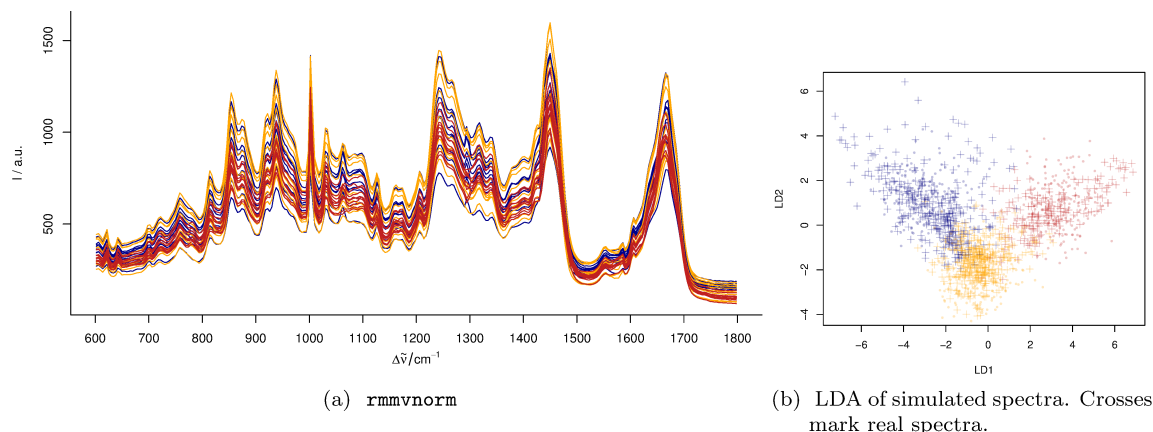 1500
1000
500
I / a.u.
600 700 800 900 1000 1100 1200 1300 1400 1500 1600 1700 1800
Δν̃/cm⁻¹
(a) rmmvnorm
6
4
2
0
−2
−4
LD2
−6 −4 −2 0 2 4 6
LD1
(b) LDA of simulated spectra. Crosses
mark real spectra.